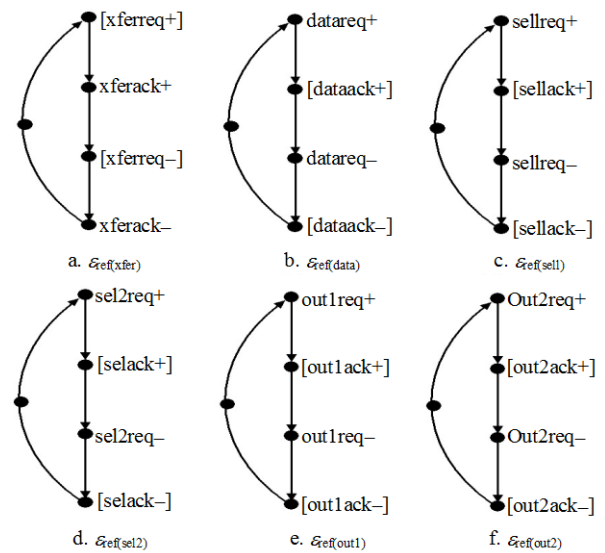 [xferreq+] datareq+ sellreq+
xferack+ [dataack+] [sellack+]
[xferreq–] datareq– sellreq–
xferack– [dataack–] [sellack–]
a. εref(xfer) b. εref(data) c. εref(sell)
sel2req+ out1req+ Out2req+
[selack+] [out1ack+] [out2ack+]
sel2req– out1req– Out2req–
[selack–] [out1ack–] [out2ack–]
d. εref(sel2) e. εref(out1) f. εref(out2)